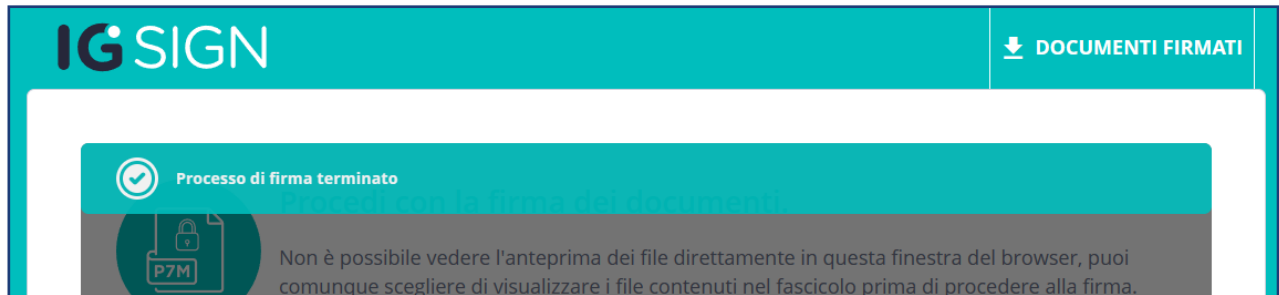 IG SIGN
DOCUMENTI FIRMATI
Processo di firma terminato
Procedi con la firma dei documenti.
P7M
Non è possibile vedere l'anteprima dei file direttamente in questa finestra del browser, puoi
comunque scegliere di visualizzare i file contenuti nel fascicolo prima di procedere alla firma.